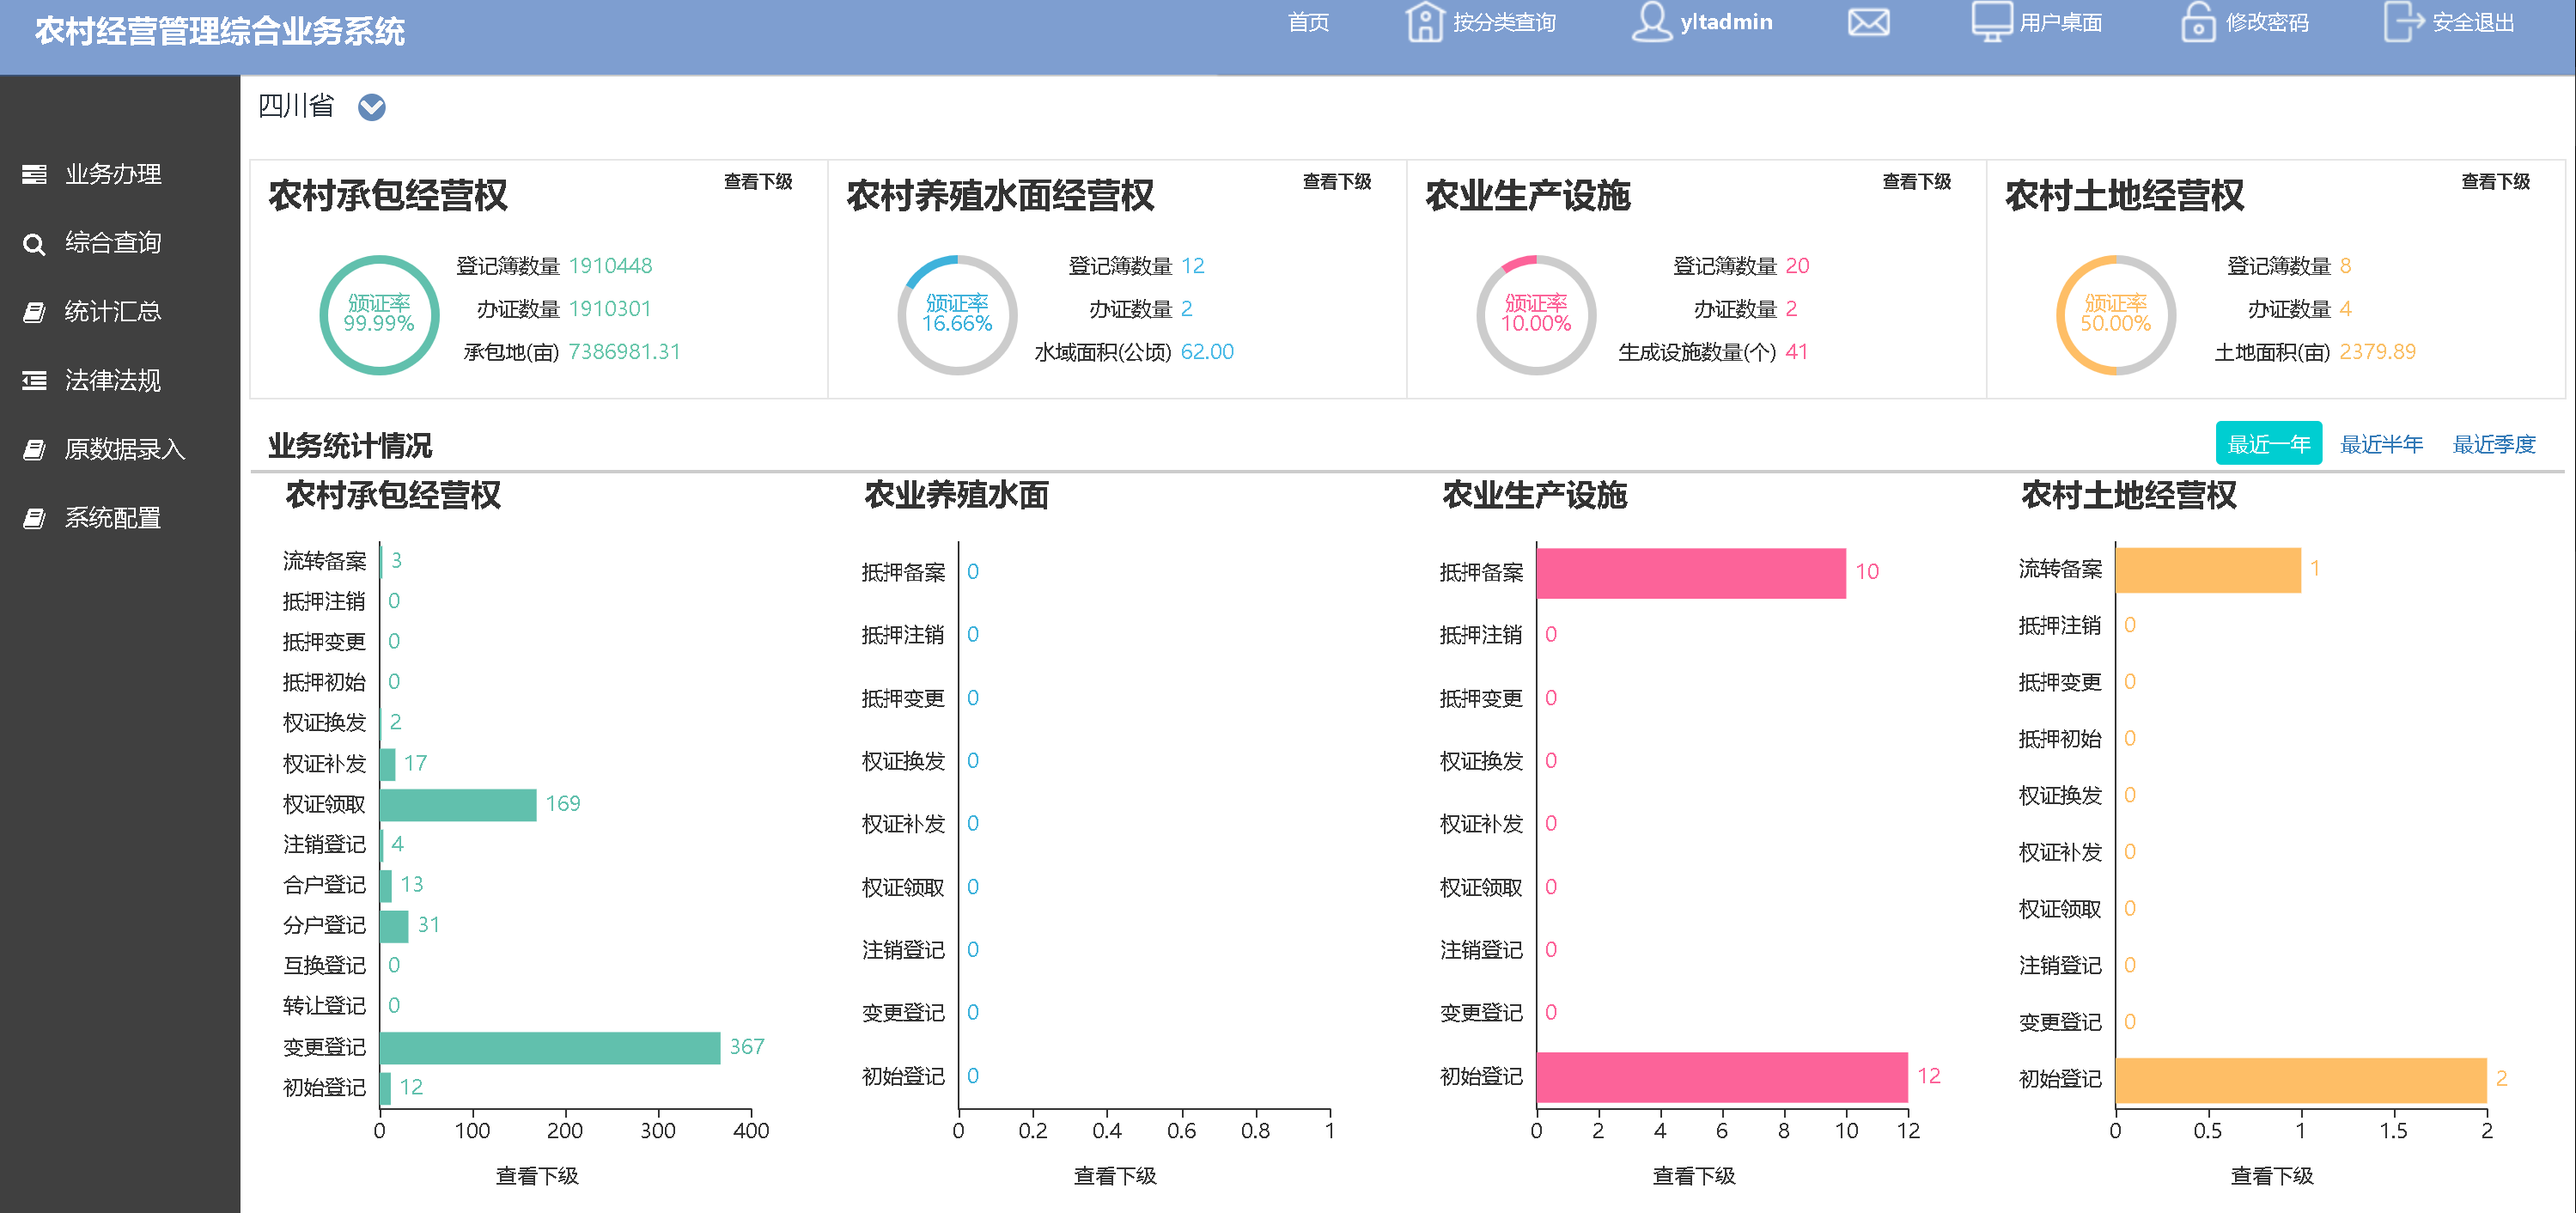 农村经营管理综合业务系统
首页
按分类查询
yltadmin
用户桌面
修改密码
安全退出
业务办理
综合查询
统计汇总
法律法规
原数据录入
系统配置
四川省
农村承包经营权
查看下级
颁证率
99.99%
登记簿数量 1910448
办证数量 1910301
承包地(亩) 7386981.31
农村养殖水面经营权
查看下级
颁证率
16.66%
登记簿数量 12
办证数量 2
水域面积(公顷) 62.00
农业生产设施
查看下级
颁证率
10.00%
登记簿数量 20
办证数量 2
生成设施数量(个) 41
农村土地经营权
查看下级
颁证率
50.00%
登记簿数量 8
办证数量 4
土地面积(亩) 2379.89
业务统计情况
最近一年
最近半年
最近季度
农村承包经营权
流转备案 3
抵押注销 0
抵押变更 0
抵押初始 0
权证换发 2
权证补发 17
权证领取 169
注销登记 4
合户登记 13
分户登记 31
互换登记 0
转让登记 0
变更登记 367
初始登记 12
0 100 200 300 400
查看下级
农业养殖水面
抵押备案 0
抵押注销 0
抵押变更 0
权证换发 0
权证补发 0
权证领取 0
注销登记 0
变更登记 0
初始登记 0
0 0.2 0.4 0.6 0.8 1
查看下级
农业生产设施
抵押备案 10
抵押注销 0
抵押变更 0
权证换发 0
权证补发 0
权证领取 0
注销登记 0
变更登记 0
初始登记 12
0 2 4 6 8 10 12
查看下级
农村土地经营权
流转备案 1
抵押注销 0
抵押变更 0
抵押初始 0
权证换发 0
权证补发 0
权证领取 0
注销登记 0
变更登记 0
初始登记 2
0 0.5 1 1.5 2
查看下级